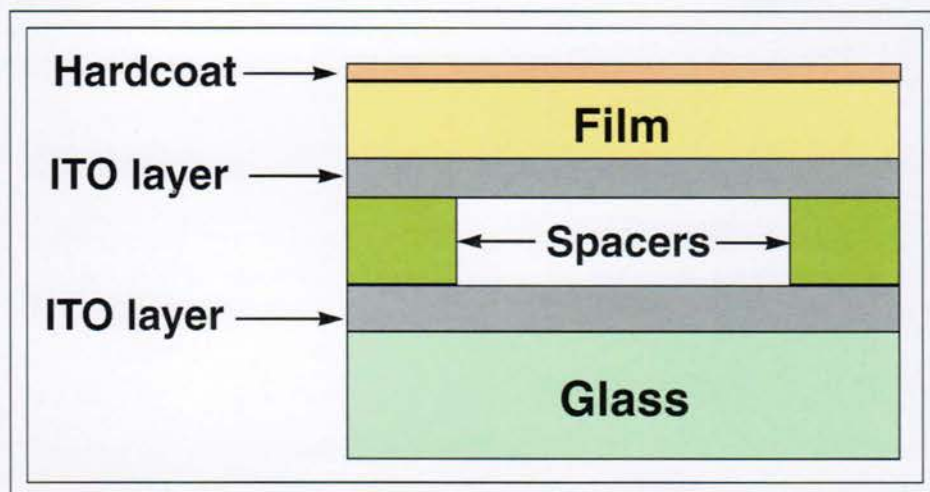 Hardcoat
Film
ITO layer
Spacers
ITO layer
Glass